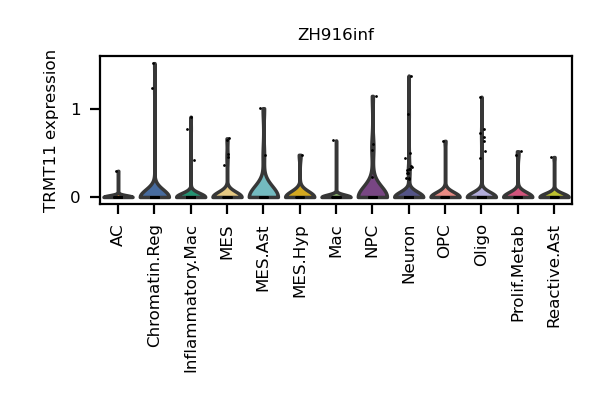 ZH916inf
TRMT11 expression
1
0
AC
Chromatin.Reg
Inflammatory.Mac
MES
MES.Ast
MES.Hyp
Mac
NPC
Neuron
OPC
Oligo
Prolif.Metab
Reactive.Ast